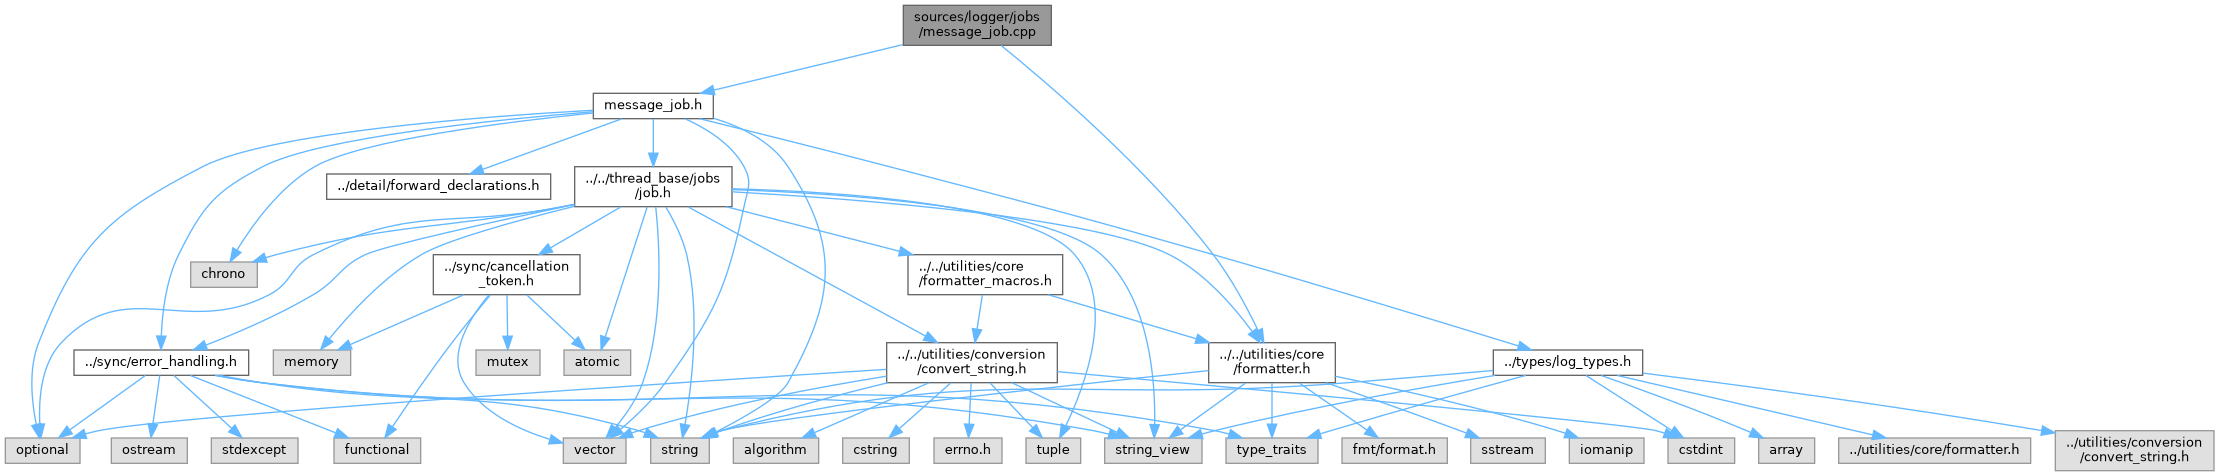 sources/logger/jobs
/message_job.cpp
message_job.h
../detail/forward_declarations.h
../../thread_base/jobs
/job.h
chrono
../sync/cancellation
_token.h
../../utilities/core
/formatter_macros.h
../sync/error_handling.h
memory
mutex
atomic
../../utilities/conversion
/convert_string.h
../../utilities/core
/formatter.h
../types/log_types.h
optional
ostream
stdexcept
functional
vector
string
algorithm
cstring
errno.h
tuple
string_view
type_traits
fmt/format.h
sstream
iomanip
cstdint
array
../utilities/core/formatter.h
../utilities/conversion
/convert_string.h